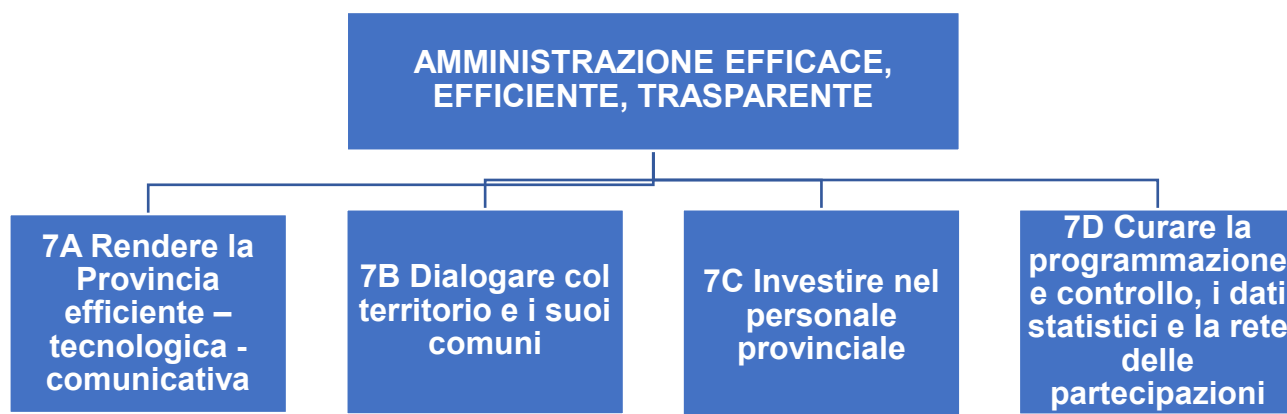 AMMINISTRAZIONE EFFICACE,
EFFICIENTE, TRASPARENTE
7A Rendere la
Provincia
efficiente –
tecnologica -
comunicativa
7B Dialogare col
territorio e i suoi
comuni
7C Investire nel
personale
provinciale
7D Curare la
programmazione
e controllo, i dati
statistici e la rete
delle
partecipazioni